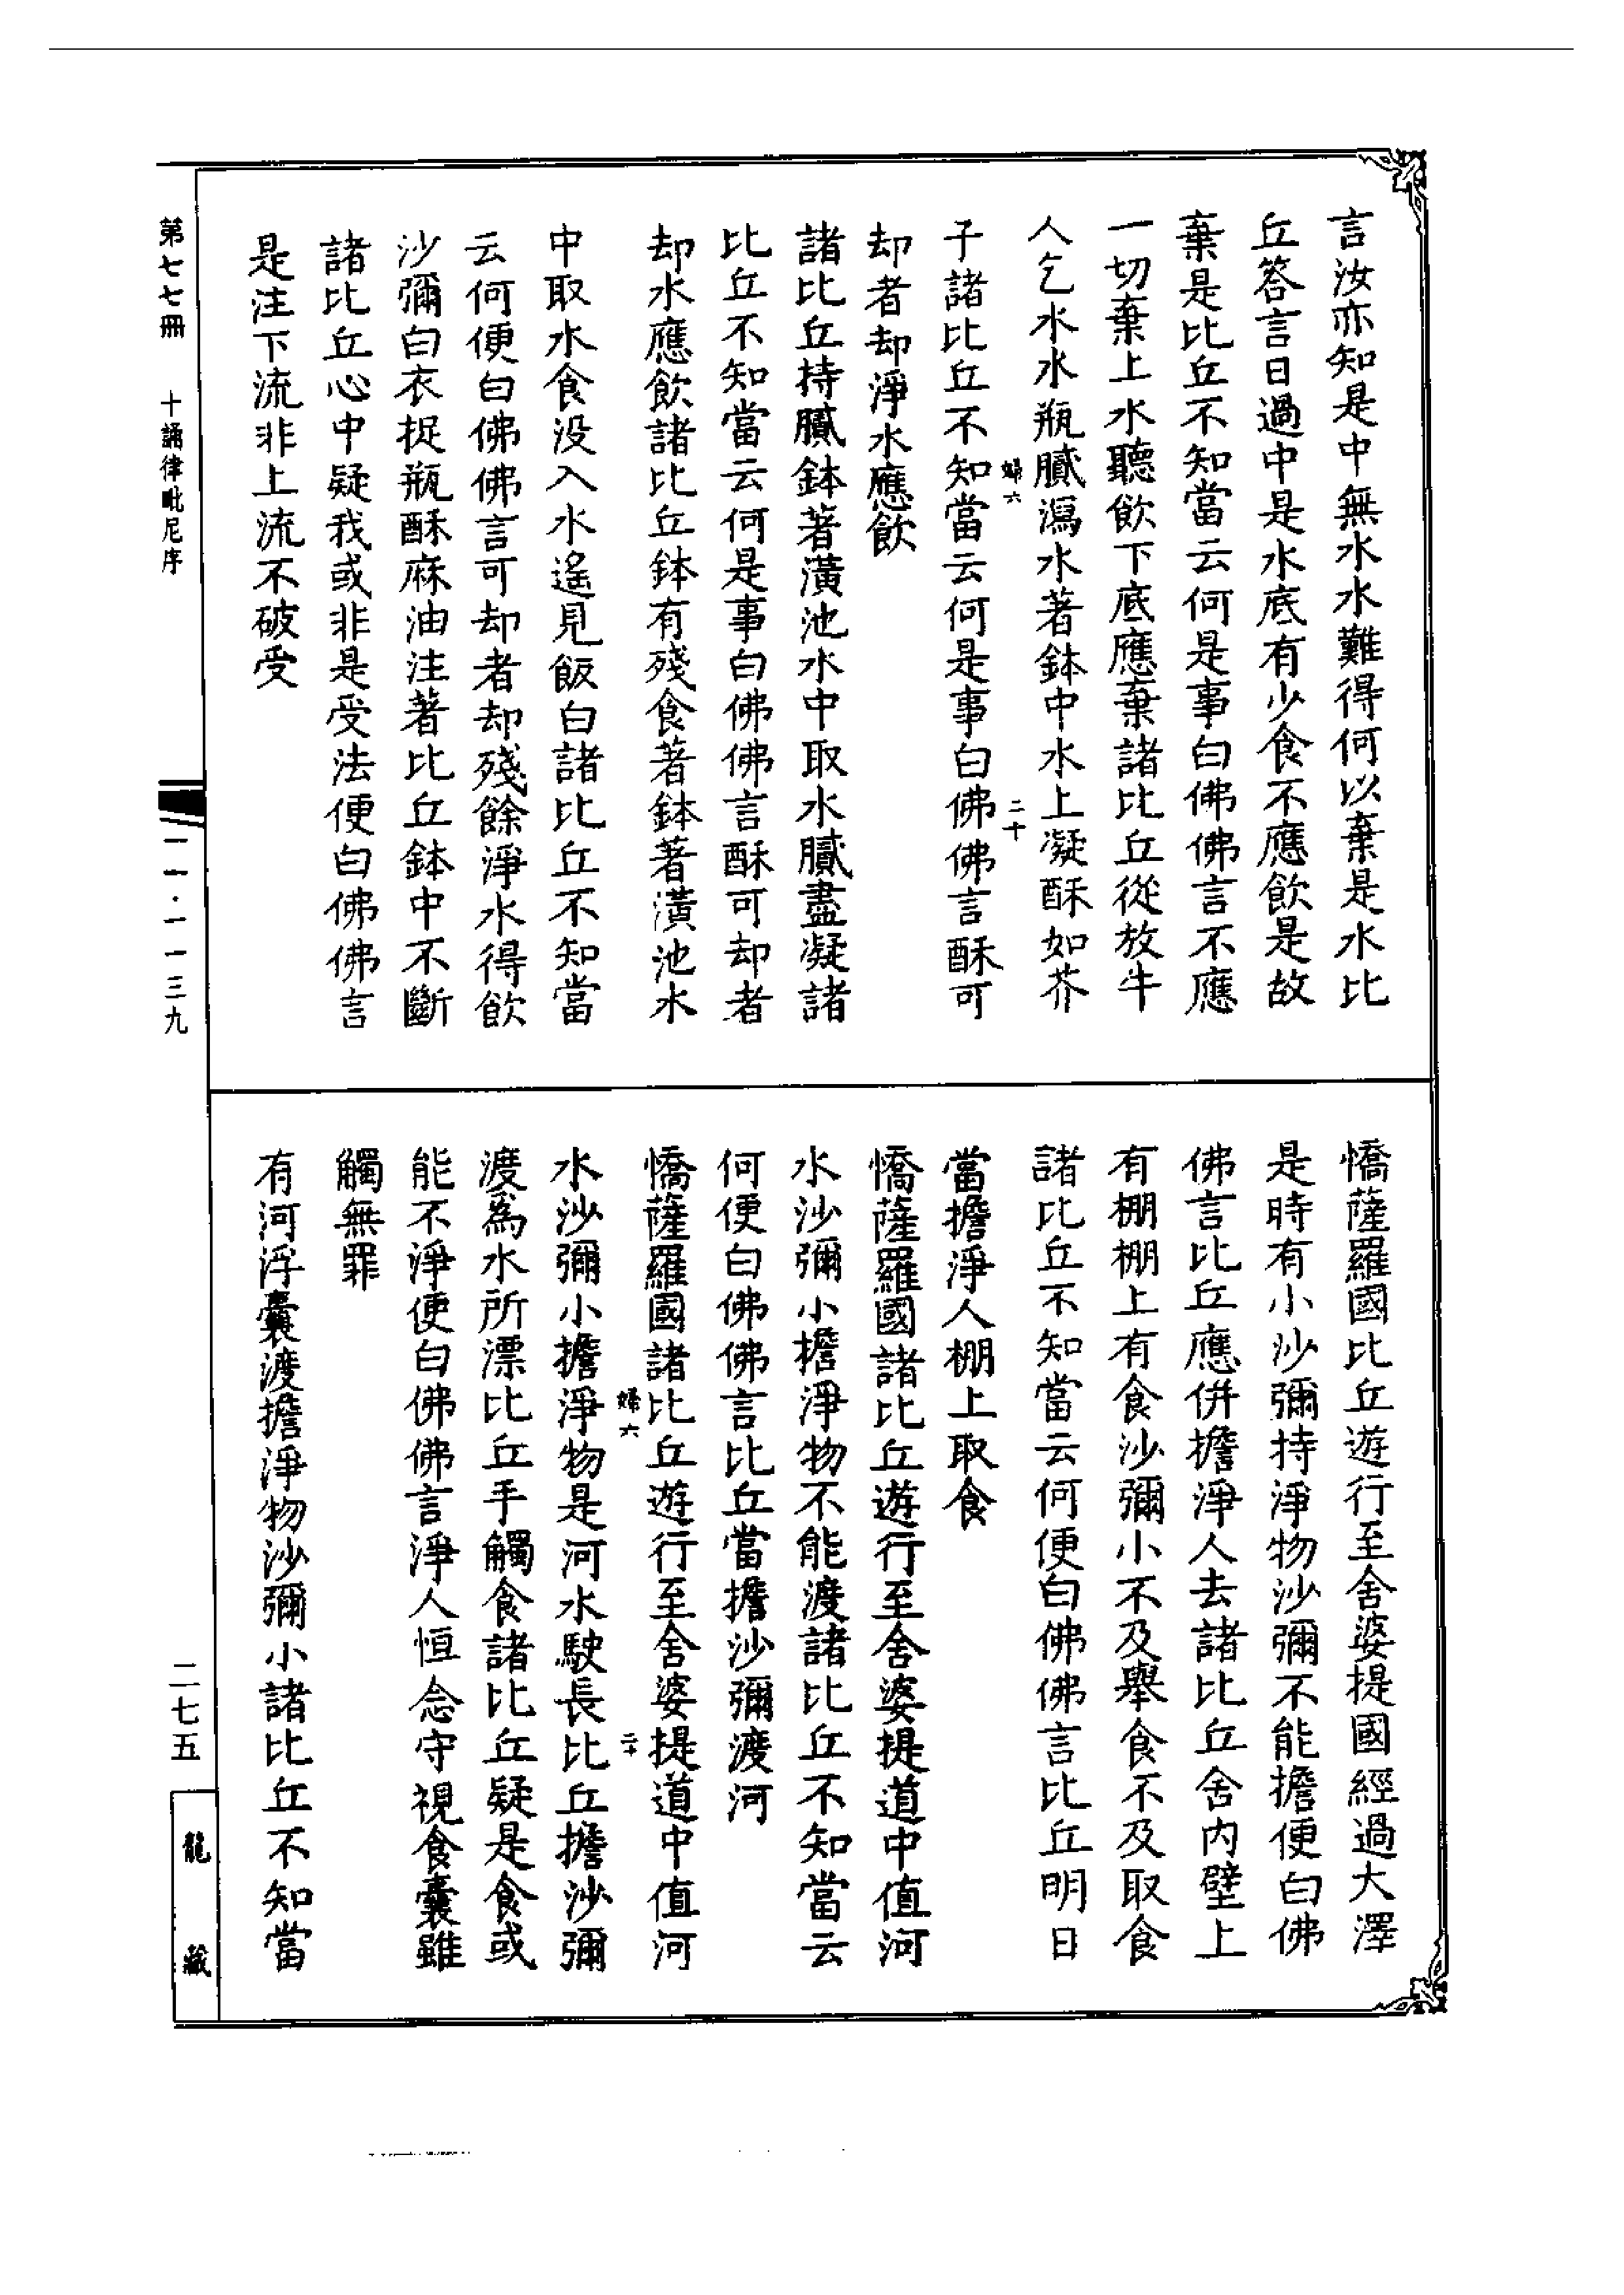 言汝亦知是中無水水難得何以棄是水比
丘答言日過中是水底有少食不應飲是故
棄是比丘不知當云何是事白佛佛言不應
一切棄上水聽飲下底應棄諸比丘從放牛
人乞水水瓶膩瀉水著鉢中水上凝酥如芥
婦六 二十
子諸比丘不知當云何是事白佛佛言酥可
却者却淨水應飲
諸比丘持膩鉢著潢池水中取水膩盡凝諸
比丘不知當云何是事白佛佛言酥可却者
却水應飲諸比丘鉢有殘食著鉢著潢池水
中取水食没入水遙見飯白諸比丘不知當
云何便白佛佛言可却者却殘餘淨水得飲
沙彌白衣捉瓶酥麻油注著比丘鉢中不斷
諸比丘心中疑我或非是受法便白佛佛言
是注下流非上流不破受
憍薩羅國比丘遊行至舍婆提國經過大澤
是時有小沙彌持淨物沙彌不能擔便白佛
佛言比丘應併擔淨人去諸比丘舍内壁上
有棚棚上有食沙彌小不及舉食不及取食
諸比丘不知當云何便白佛佛言比丘明日
當擔淨人棚上取食
憍薩羅國諸比丘遊行至舍婆提道中值河
水沙彌小擔淨物不能渡諸比丘不知當云
何便白佛佛言比丘當擔沙彌渡河
憍薩羅國諸比丘遊行至舍婆提道中值河
婦六 二十
水沙彌小擔淨物是河水駛長比丘擔沙彌
渡為水所漂比丘手觸食諸比丘疑是食或
能不淨便白佛佛言淨人恒念守視食囊雖
觸無罪
有河浮囊渡擔淨物沙彌小諸比丘不知當
第七七冊 十誦律毗尼序
一一·一一三九
二七五
龍藏